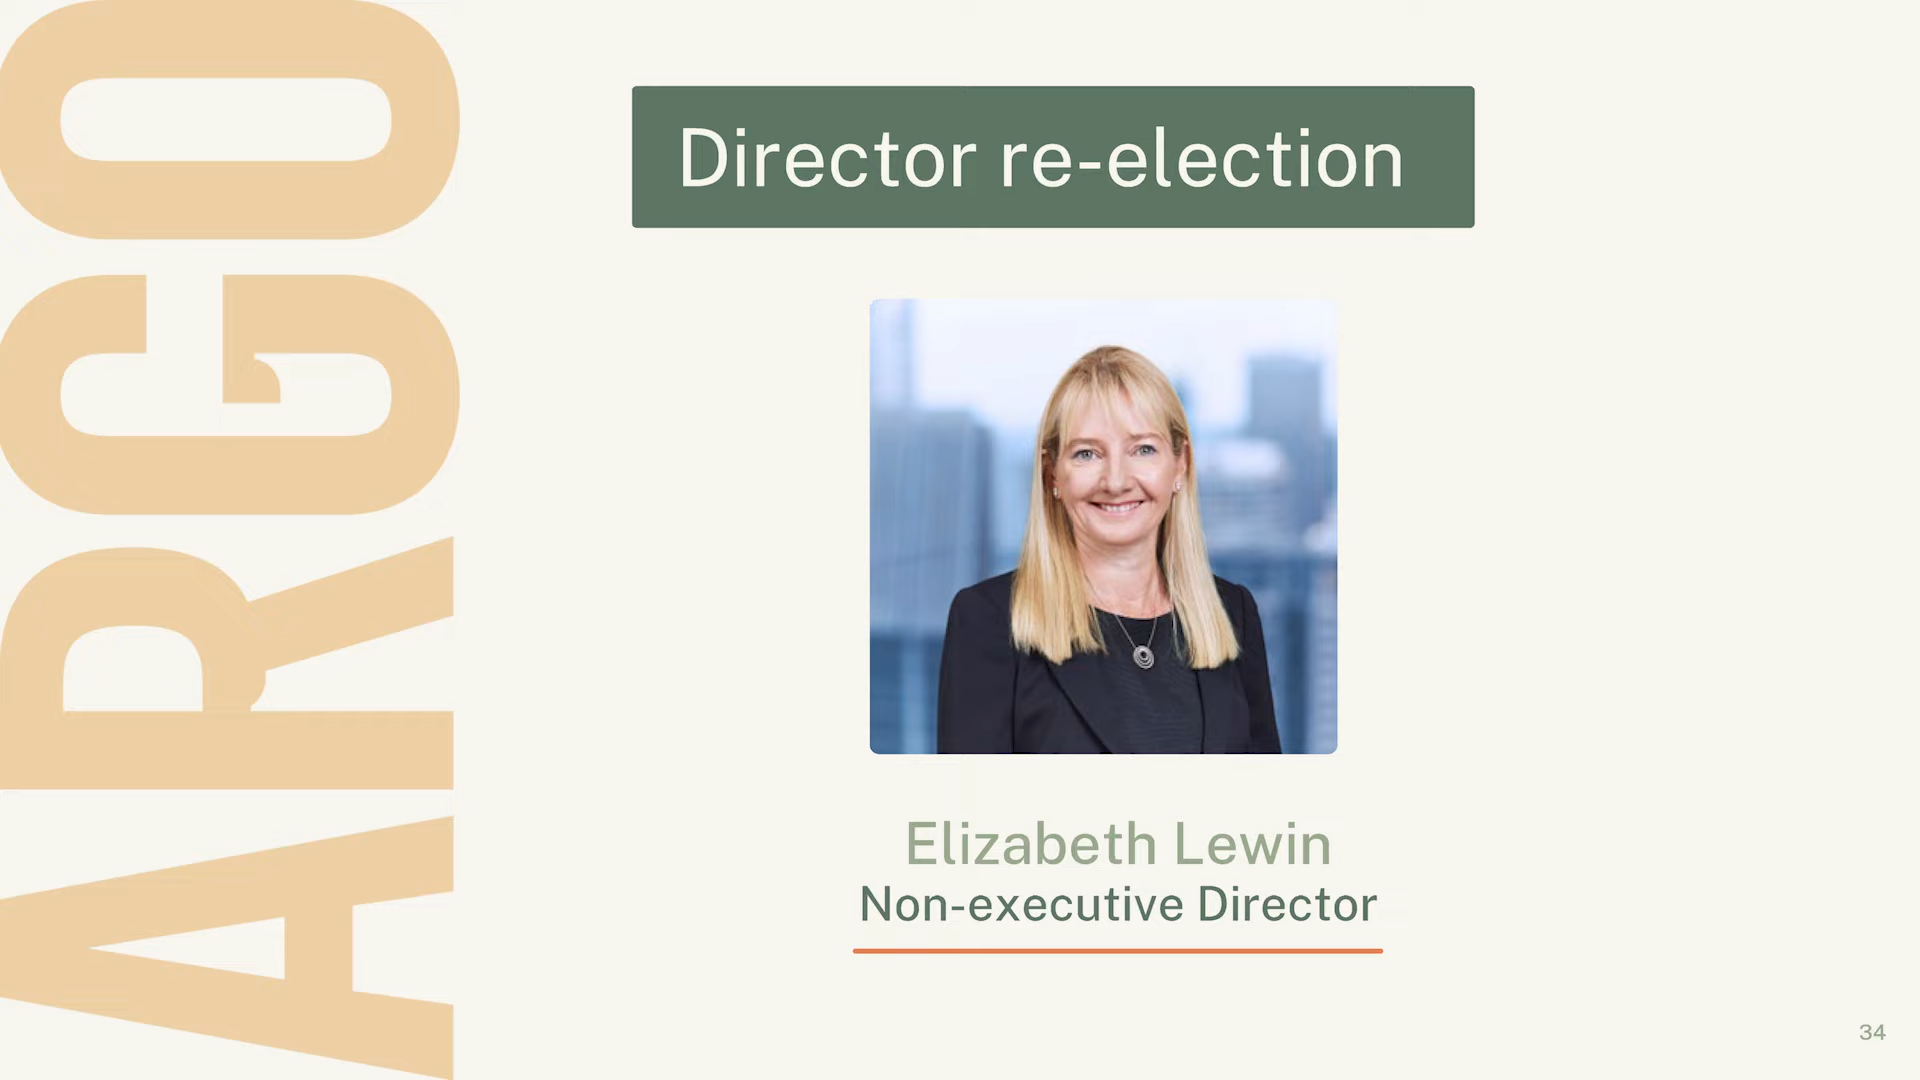 ARGO
Director re-election
Elizabeth Lewin
Non-executive Director
34